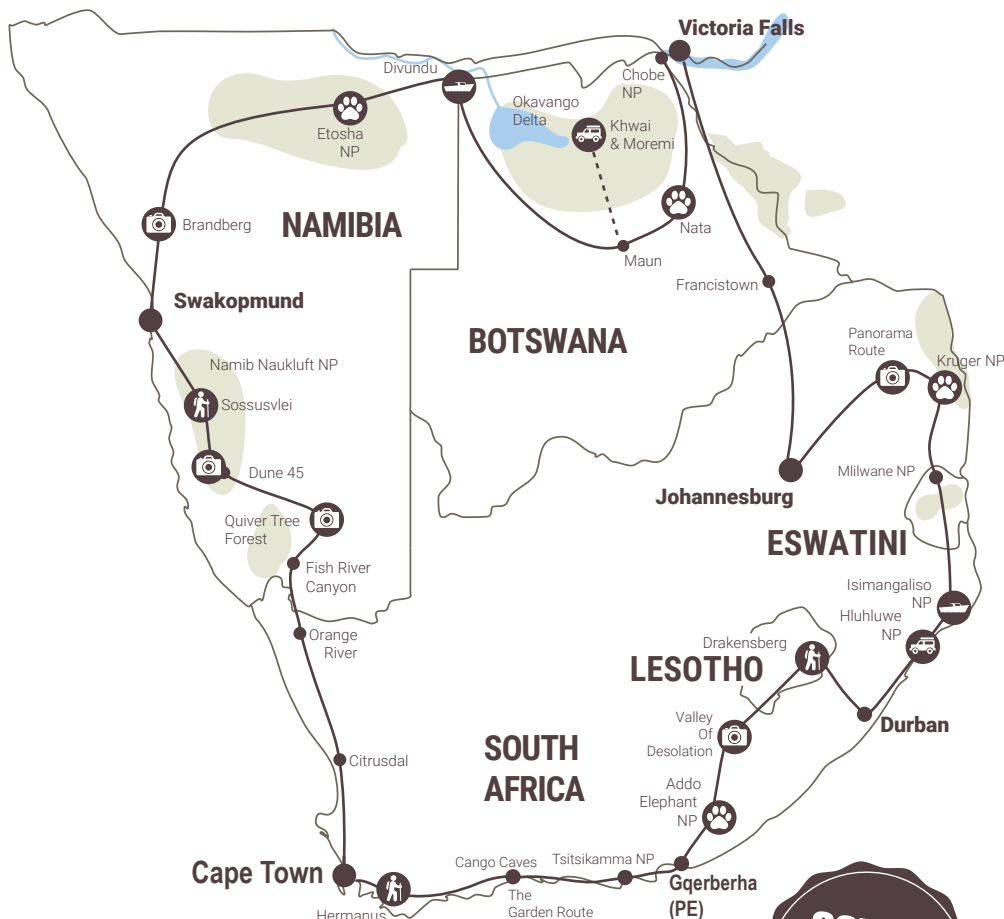 Victoria Falls
Divundu
Chobe
NP
Okavango
Delta
Khwai
& Moremi
Etosha
NP
NAMIBIA
Brandberg
Nata
Maun
Francistown
Swakopmund
BOTSWANA
Panorama
Route
Kruger NP
Namib Naukluft NP
Sossusvlei
Dune 45
Mlilwane NP
Johannesburg
Quiver Tree
Forest
ESWATINI
Fish River
Canyon
Isimangaliso
NP
Hluhluwe
NP
Orange
River
Drakensberg
LESOTHO
Valley
Of
Desolation
Durban
SOUTH
AFRICA
Citrusdal
Addo
Elephant
NP
Cape Town
Cango Caves
Tsitsikamma NP
Gqerberha
(PE)
The
Garden Route
Hermanus